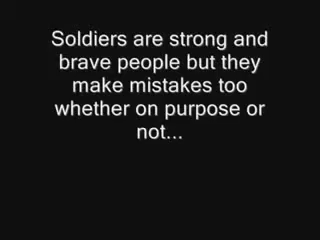 Soldiers are strong and
brave people but they
make mistakes too
whether on purpose or
not...